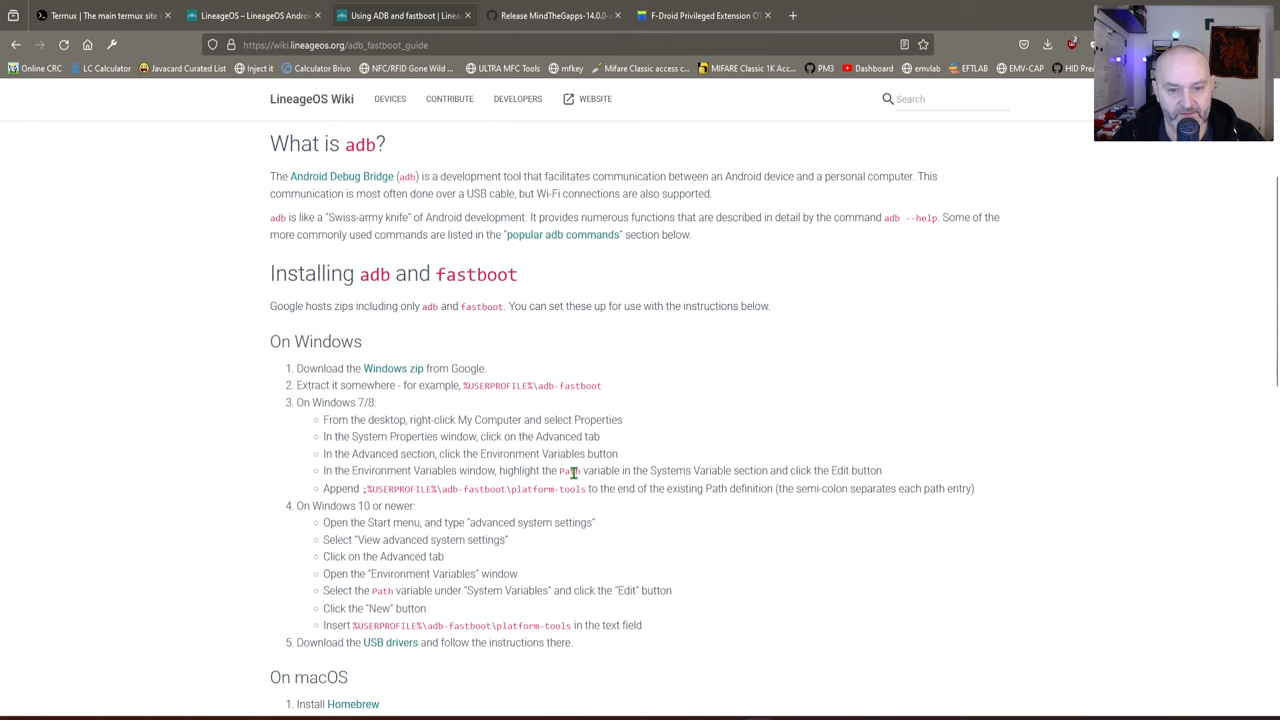 Termux | The main termux site a
LineageOS – LineageOS Andro
Using ADB and fastboot | Linea
Release MindTheGapps-14.0.0-
F-Droid Privileged Extension OT
https://wiki.lineageos.org/adb_fastboot_guide
Online CRC
LC Calculator
Javacard Curated List
Inject it
Calculator Brivo
NFC/RFID Gone Wild ...
ULTRA MFC Tools
mfkey
Mifare Classic access c...
MIFARE Classic 1K Acc...
PM3
Dashboard
emvlab
EFTLAB
EMV-CAP
HID Pre
LineageOS Wiki
DEVICES
CONTRIBUTE
DEVELOPERS
WEBSITE
Search
What is adb?
The Android Debug Bridge (adb) is a development tool that facilitates communication between an Android device and a personal computer. This
communication is most often done over a USB cable, but Wi-Fi connections are also supported.
adb is like a “Swiss-army knife” of Android development. It provides numerous functions that are described in detail by the command adb --help. Some of the
more commonly used commands are listed in the “popular adb commands” section below.
Installing adb and fastboot
Google hosts zips including only adb and fastboot. You can set these up for use with the instructions below.
On Windows
1. Download the Windows zip from Google.
2. Extract it somewhere - for example, %USERPROFILE%\adb-fastboot
3. On Windows 7/8:
From the desktop, right-click My Computer and select Properties
In the System Properties window, click on the Advanced tab
In the Advanced section, click the Environment Variables button
In the Environment Variables window, highlight the Path variable in the Systems Variable section and click the Edit button
Append ;%USERPROFILE%\adb-fastboot\platform-tools to the end of the existing Path definition (the semi-colon separates each path entry)
4. On Windows 10 or newer:
Open the Start menu, and type “advanced system settings”
Select “View advanced system settings”
Click on the Advanced tab
Open the “Environment Variables” window
Select the Path variable under “System Variables” and click the “Edit” button
Click the “New” button
Insert %USERPROFILE%\adb-fastboot\platform-tools in the text field
5. Download the USB drivers and follow the instructions there.
On macOS
1. Install Homebrew